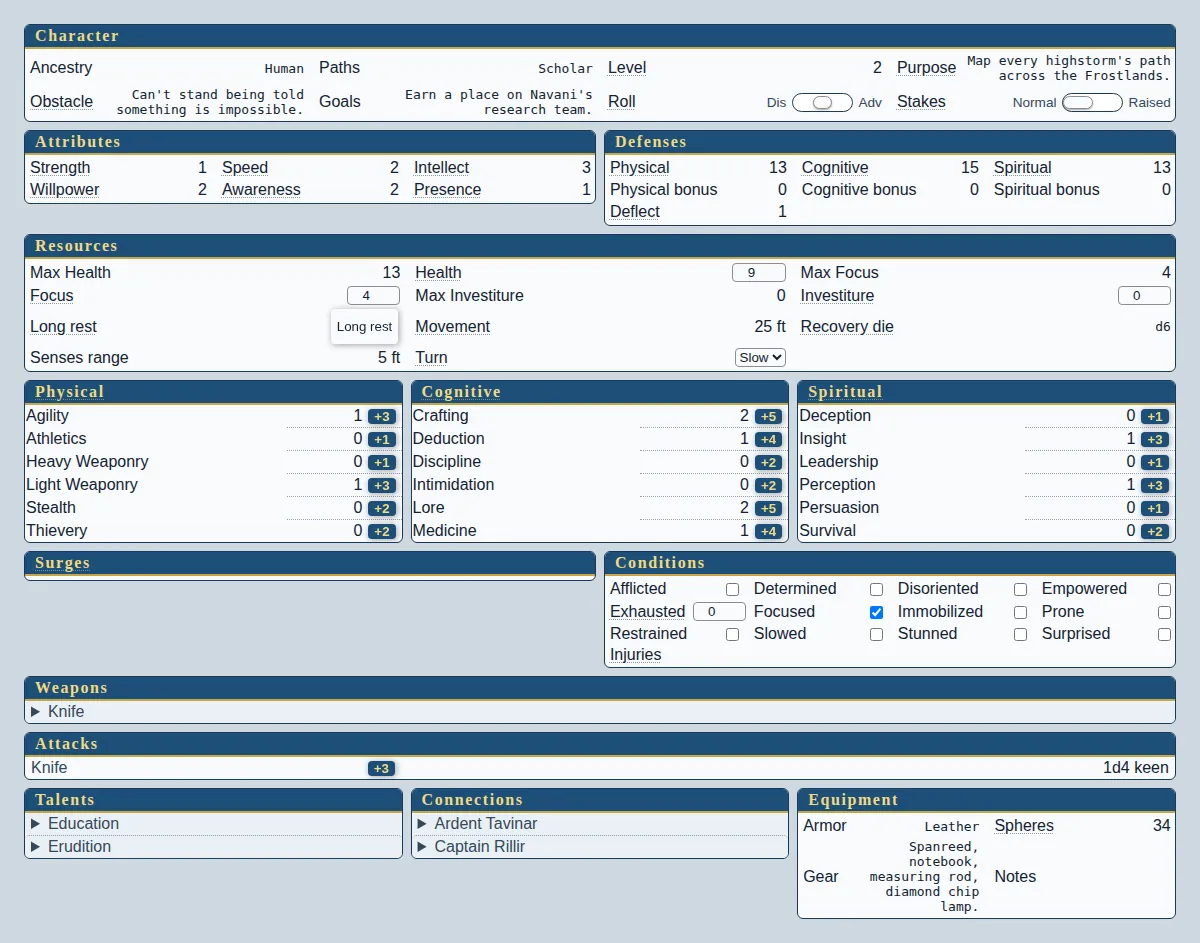 Character
Ancestry Human Paths Scholar Level 2 Purpose Map every highstorm's path across the Frostlands.
Obstacle Can't stand being told something is impossible. Goals Earn a place on Navani's research team. Roll Dis Adv Stakes Normal Raised
Attributes
Strength 1 Speed 2 Intellect 3
Willpower 2 Awareness 2 Presence 1
Defenses
Physical 13 Cognitive 15 Spiritual 13
Physical bonus 0 Cognitive bonus 0 Spiritual bonus 0
Deflect 1
Resources
Max Health 13 Health 9 Max Focus 4
Focus 4 Max Investiture 0 Investiture 0
Long rest Long rest Movement 25 ft Recovery die d6
Senses range 5 ft Turn Slow
Physical
Agility 1 +3
Athletics 0 +1
Heavy Weaponry 0 +1
Light Weaponry 1 +3
Stealth 0 +2
Thievery 0 +2
Cognitive
Crafting 2 +5
Deduction 1 +4
Discipline 0 +2
Intimidation 0 +2
Lore 2 +5
Medicine 1 +4
Spiritual
Deception 0 +1
Insight 1 +3
Leadership 0 +1
Perception 1 +3
Persuasion 0 +1
Survival 0 +2
Surges
Conditions
Afflicted Determined Disoriented Empowered
Exhausted 0 Focused Immobilized Prone
Restrained Slowed Stunned Surprised
Injuries
Weapons
Knife
Attacks
Knife +3 1d4 keen
Talents
Education
Erudition
Connections
Ardent Tavinar
Captain Rillir
Equipment
Armor Leather Spheres 34
Gear Spanreed, notebook, measuring rod, diamond chip lamp. Notes